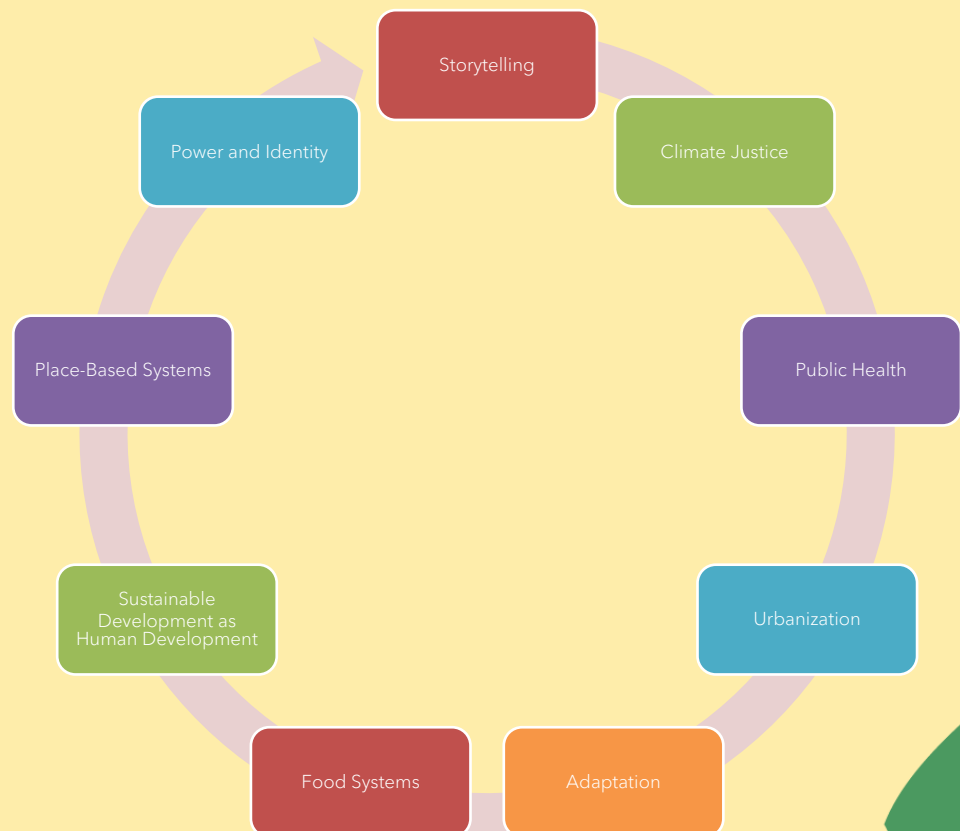 Storytelling
Climate Justice
Public Health
Urbanization
Adaptation
Food Systems
Sustainable
Development as
Human Development
Place-Based Systems
Power and Identity